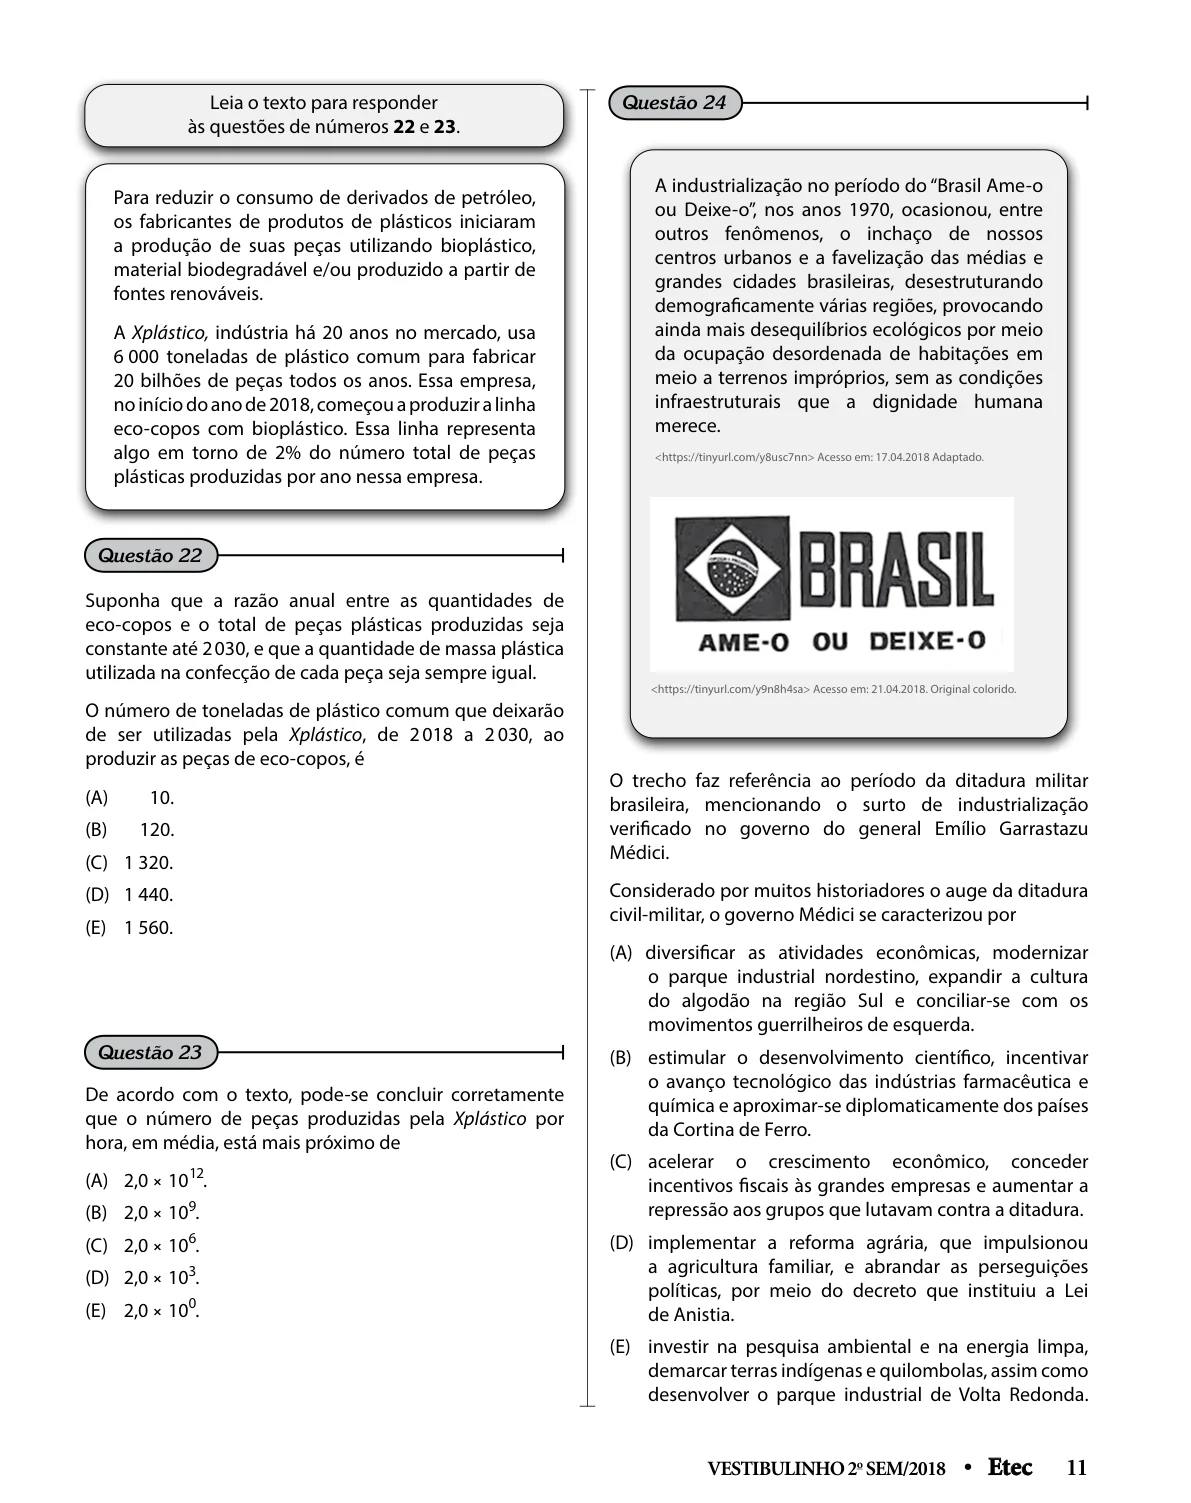 Leia o texto para responder
às questões de números 22 e 23.
Para reduzir o consumo de derivados de petróleo,
os fabricantes de produtos de plásticos iniciaram
a produção de suas peças utilizando bioplástico,
material biodegradável e/ou produzido a partir de
fontes renováveis.
A Xplástico, indústria há 20 anos no mercado, usa
6 000 toneladas de plástico comum para fabricar
20 bilhões de peças todos os anos. Essa empresa,
no início do ano de 2018, começou a produzir a linha
eco-copos com bioplástico. Essa linha representa
algo em torno de 2% do número total de peças
plásticas produzidas por ano nessa empresa.
Questão 22
Suponha que a razão anual entre as quantidades de
eco-copos e o total de peças plásticas produzidas seja
constante até 2030, e que a quantidade de massa plástica
utilizada na confecção de cada peça seja sempre igual.
O número de toneladas de plástico comum que deixarão
de ser utilizadas pela Xplástico, de 2018 a 2030, ao
produzir as peças de eco-copos, é
(A) 10.
(B) 120.
(C) 1 320.
(D) 1 440.
(E) 1 560.
Questão 23
De acordo com o texto, pode-se concluir corretamente
que o número de peças produzidas pela Xplástico por
hora, em média, está mais próximo de
(A) 2,0 × 10¹².
(B) 2,0 × 10⁹.
(C) 2,0 × 10⁶.
(D) 2,0 × 10³.
(E) 2,0 × 10⁰.
Questão 24
A industrialização no período do “Brasil Ame-o
ou Deixe-o”, nos anos 1970, ocasionou, entre
outros fenômenos, o inchaço de nossos
centros urbanos e a favelização das médias e
grandes cidades brasileiras, desestruturando
demograficamente várias regiões, provocando
ainda mais desequilíbrios ecológicos por meio
da ocupação desordenada de habitações em
meio a terrenos impróprios, sem as condições
infraestruturais que a dignidade humana
merece.
<https://tinyurl.com/y8usc7nn> Acesso em: 17.04.2018 Adaptado.
BRASIL
AME-O OU DEIXE-O
<https://tinyurl.com/y9n8h4sa> Acesso em: 21.04.2018. Original colorido.
O trecho faz referência ao período da ditadura militar
brasileira, mencionando o surto de industrialização
verificado no governo do general Emílio Garrastazu
Médici.
Considerado por muitos historiadores o auge da ditadura
civil-militar, o governo Médici se caracterizou por
(A) diversificar as atividades econômicas, modernizar
o parque industrial nordestino, expandir a cultura
do algodão na região Sul e conciliar-se com os
movimentos guerrilheiros de esquerda.
(B) estimular o desenvolvimento científico, incentivar
o avanço tecnológico das indústrias farmacêutica e
química e aproximar-se diplomaticamente dos países
da Cortina de Ferro.
(C) acelerar o crescimento econômico, conceder
incentivos fiscais às grandes empresas e aumentar a
repressão aos grupos que lutavam contra a ditadura.
(D) implementar a reforma agrária, que impulsionou
a agricultura familiar, e abrandar as perseguições
políticas, por meio do decreto que instituiu a Lei
de Anistia.
(E) investir na pesquisa ambiental e na energia limpa,
demarcar terras indígenas e quilombolas, assim como
desenvolver o parque industrial de Volta Redonda.
VESTIBULINHO 2º SEM/2018 • Etec 11